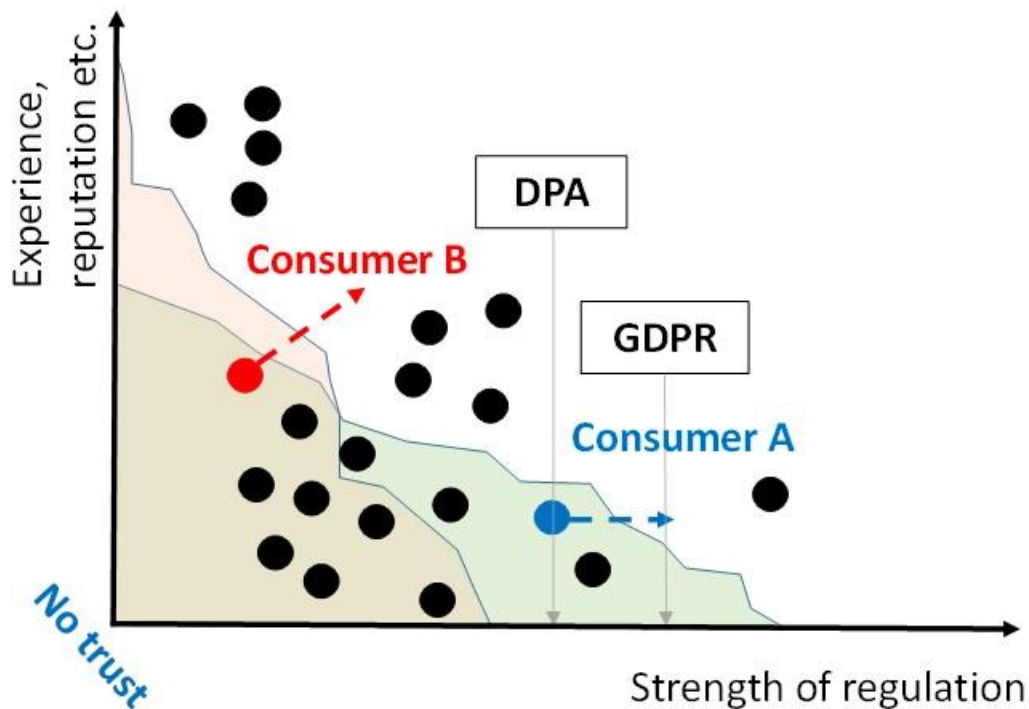 Experience,
reputation etc.
DPA
Consumer B
GDPR
Consumer A
No trust
Strength of regulation